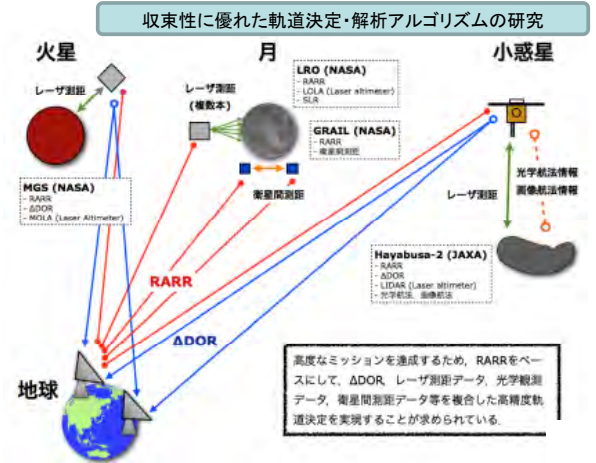 収束性に優れた軌道決定・解析アルゴリズムの研究
火星
月
小惑星
レーザ測距
レーザ測距
(複数本)
LRO (NASA)
- RARR
- LOLA (Laser altimeter)
- SLR
GRAIL (NASA)
- RARR
- 衛星間測距
衛星間測距
MGS (NASA)
- RARR
- ΔDOR
- MOLA (Laser Altimeter)
光学航法情報
画像航法情報
レーザ測距
Hayabusa-2 (JAXA)
- RARR
- ΔDOR
- LIDAR (Laser altimeter)
- 光学航法、画像航法
RARR
ΔDOR
地球
高度なミッションを達成するため，RARRをベー
スにして，ΔDOR，レーザ測距データ，光学観測
データ，衛星間測距データ等を複合した高精度軌
道決定を実現することが求められている．